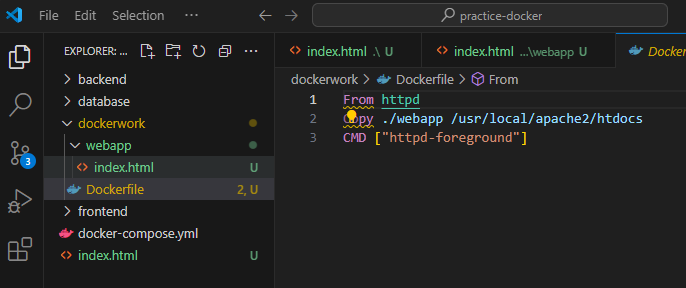 File Edit Selection ... practice-docker
EXPLORER: ... ...
index.html .\ U index.html ...\webapp U Docker
dockerwork > Dockerfile > From
backend
database
dockerwork
webapp
index.html U
Dockerfile 2, U
frontend
docker-compose.yml
index.html U
3
1 From httpd
2 Copy ./webapp /usr/local/apache2/htdocs
3 CMD ["httpd-foreground"]